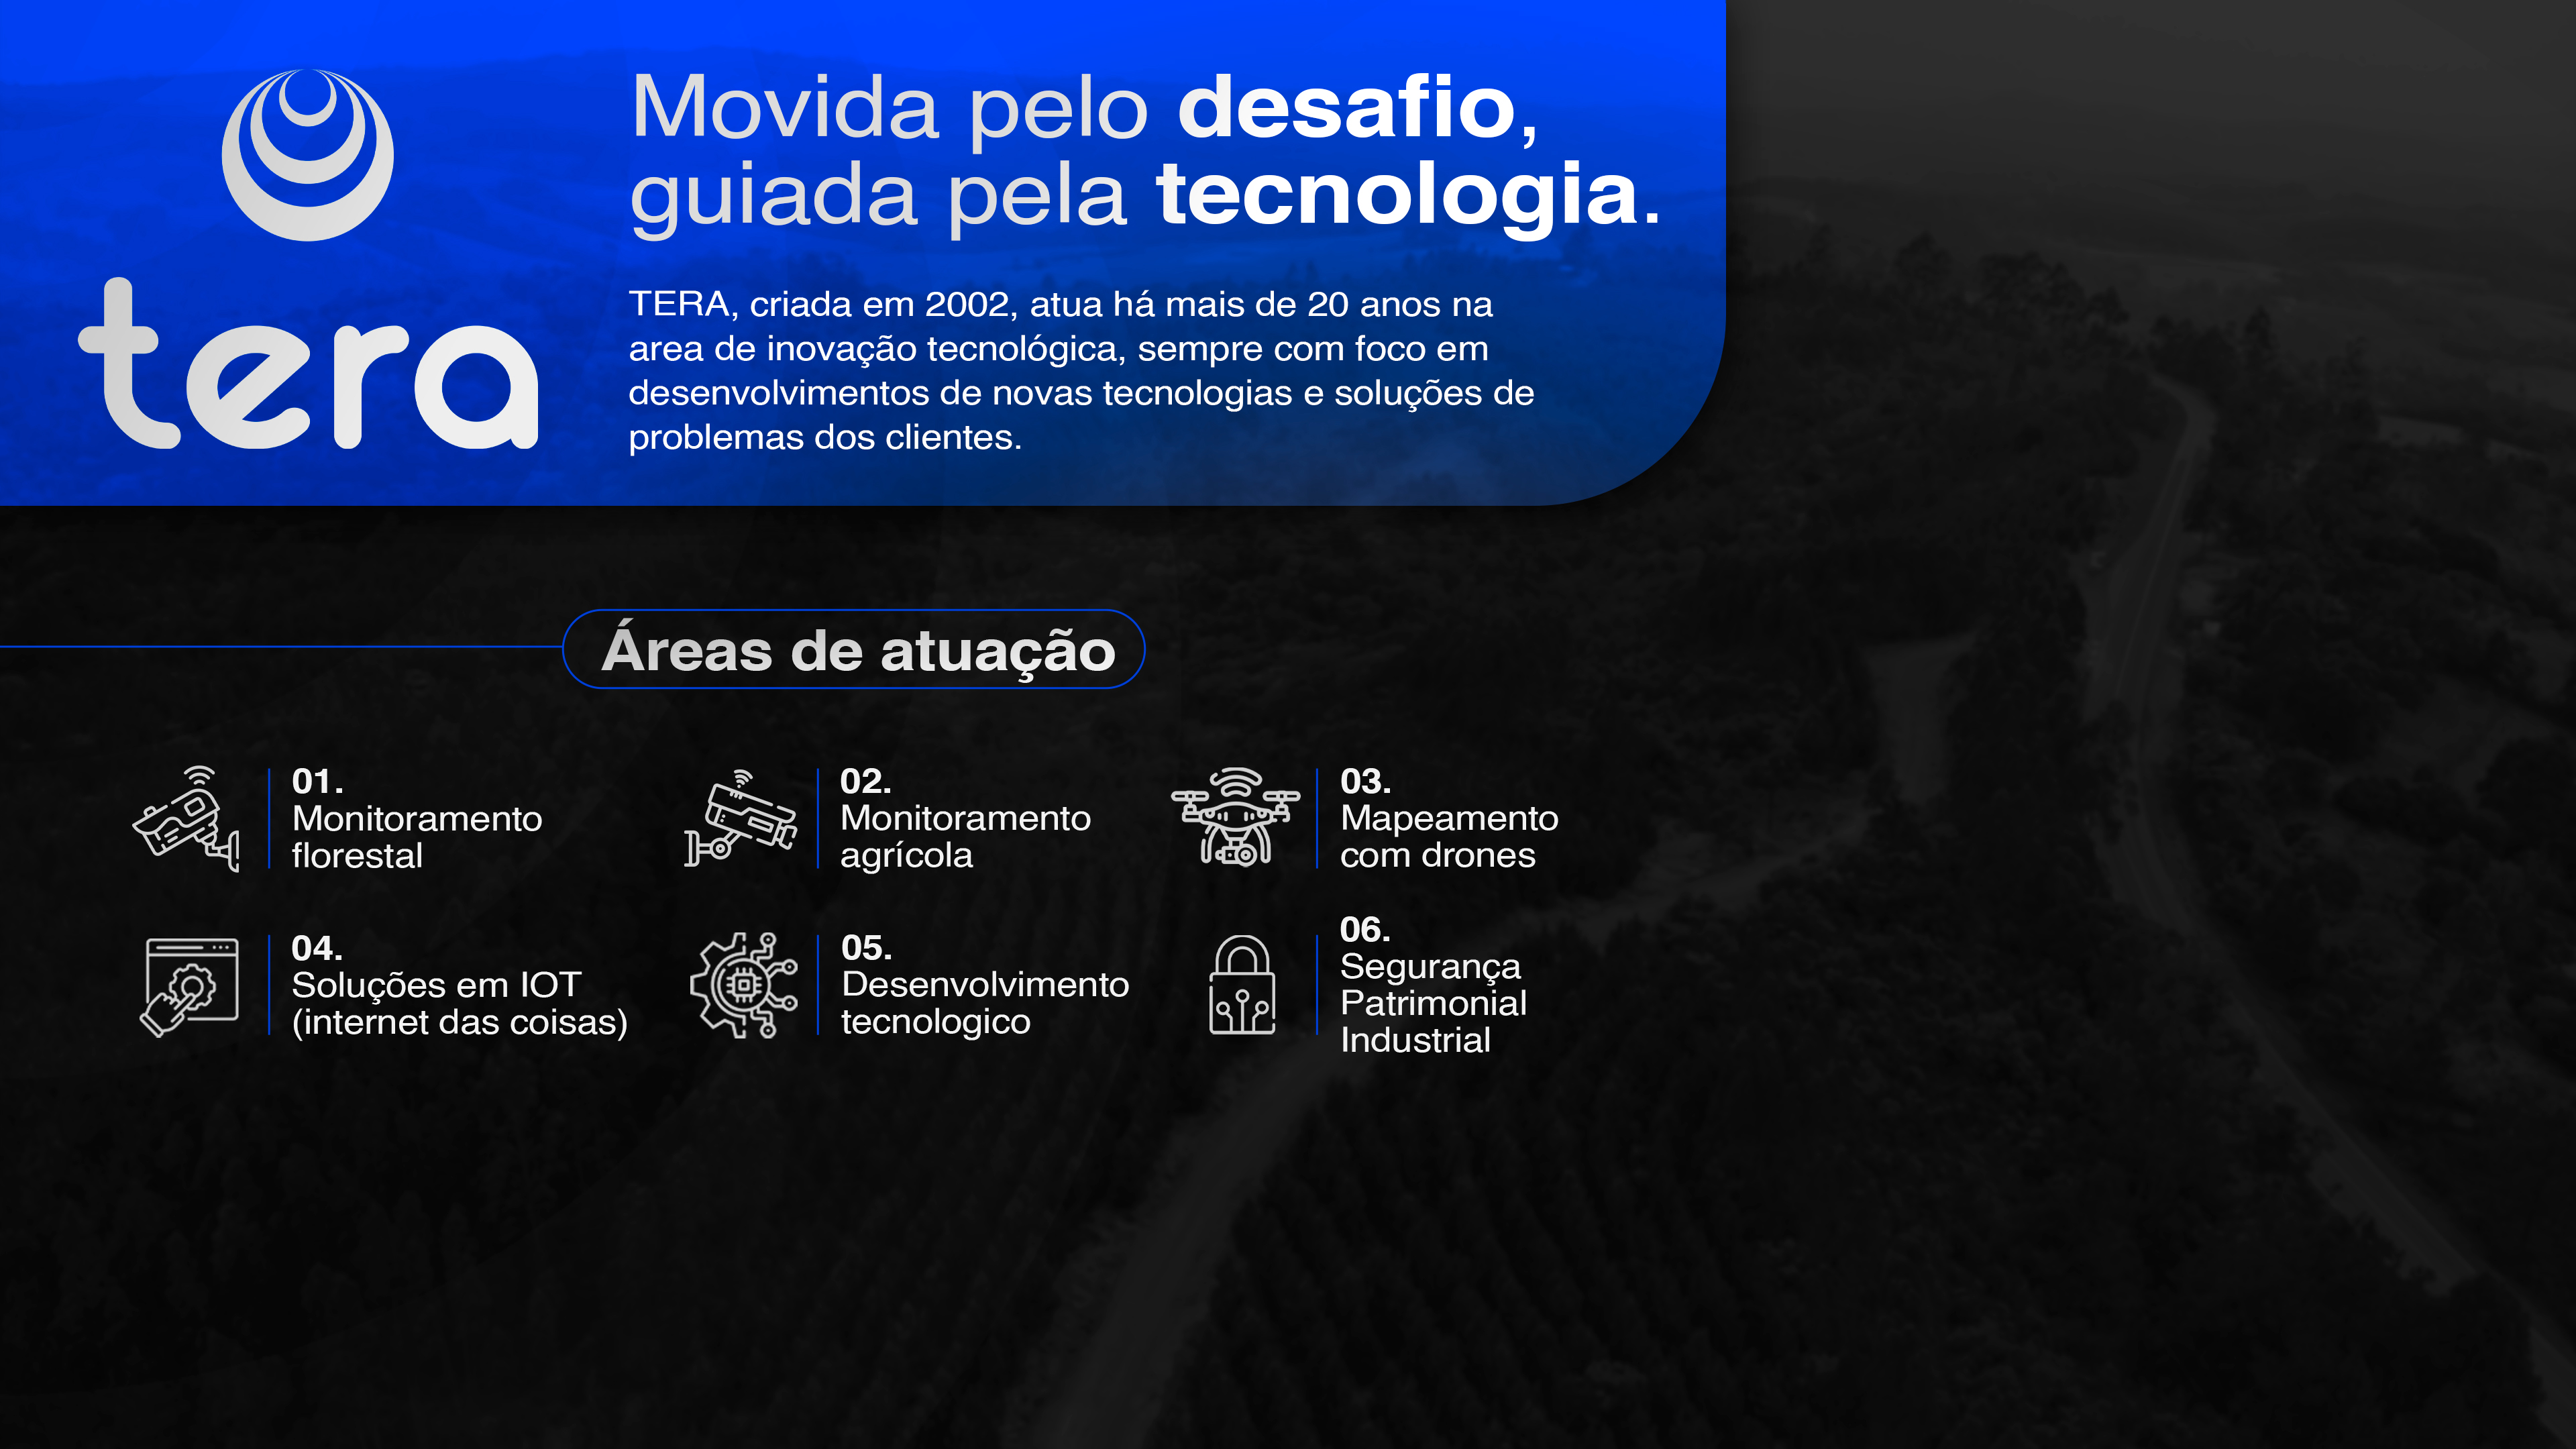 tera
Movida pelo desafio,
guiada pela tecnologia.
TERA, criada em 2002, atua há mais de 20 anos na
area de inovação tecnológica, sempre com foco em
desenvolvimentos de novas tecnologias e soluções de
problemas dos clientes.
Áreas de atuação
01.
Monitoramento
florestal
02.
Monitoramento
agrícola
03.
Mapeamento
com drones
04.
Soluções em IOT
(internet das coisas)
05.
Desenvolvimento
tecnologico
06.
Segurança
Patrimonial
Industrial